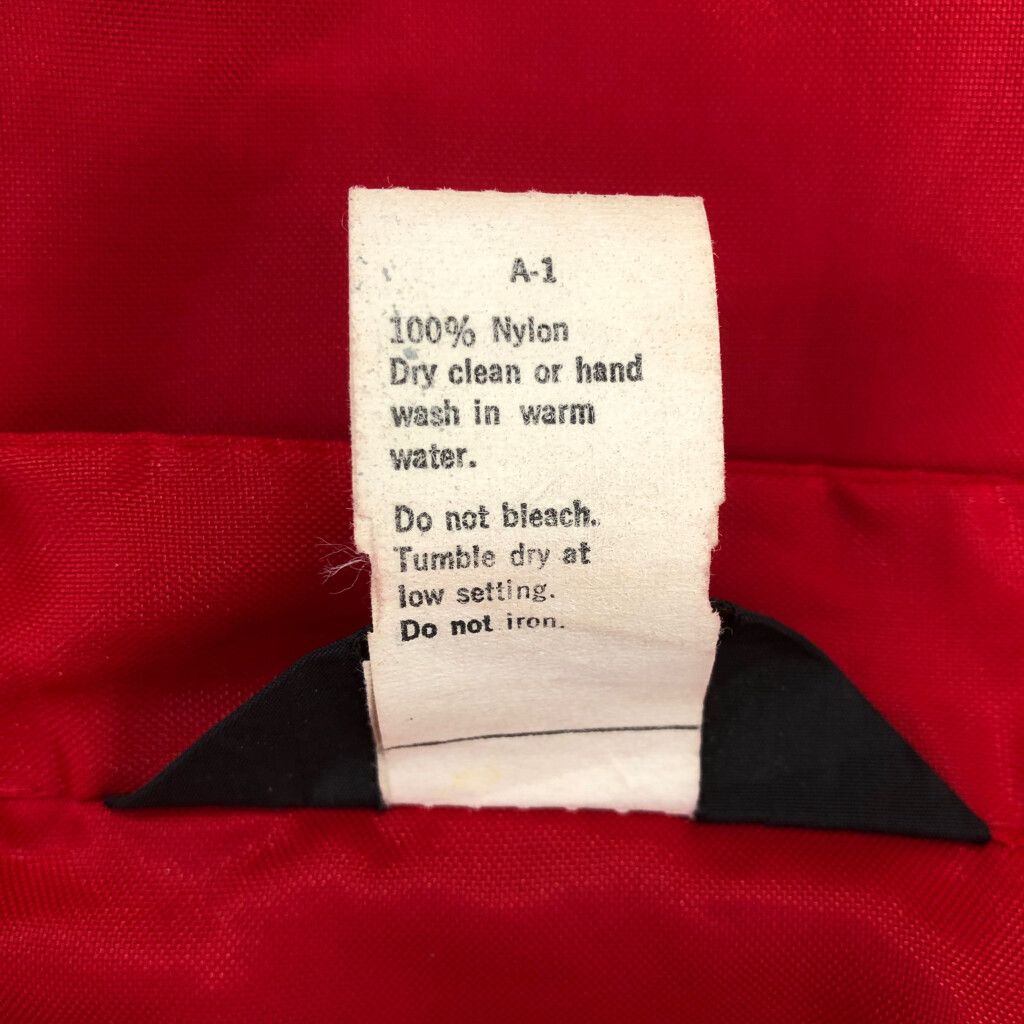 A-1
100% Nylon
Dry clean or hand
wash in warm
water.
Do not bleach.
Tumble dry at
low setting.
Do not iron.